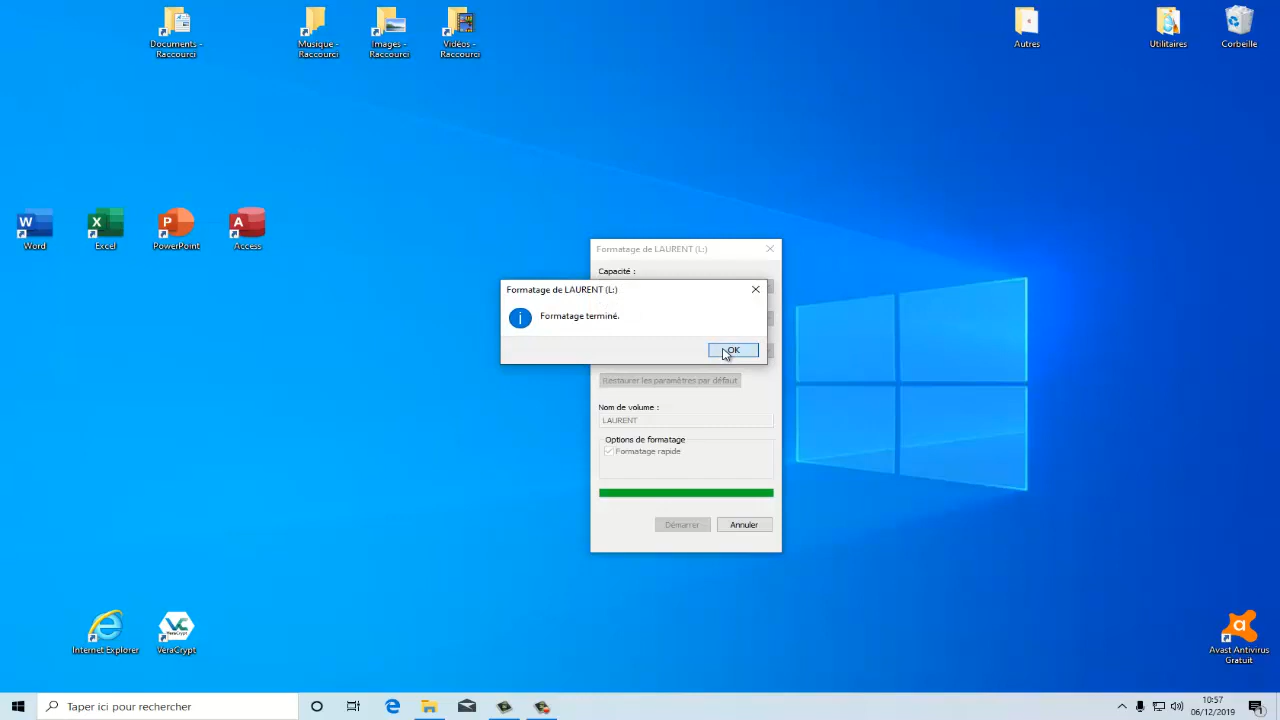 Documents -
Raccourci
Musique -
Raccourci
Images -
Raccourci
Vidéos -
Raccourci
Autres
Utilitaires
Corbeille
Word
Excel
PowerPoint
Access
Formatage de LAURENT (L:)
Capacité :
Formatage de LAURENT (L:)
Formatage terminé.
OK
Restaurer les paramètres par défaut
Nom de volume :
LAURENT
Options de formatage
Formatage rapide
Démarrer
Annuler
Internet Explorer
VeraCrypt
Avast Antivirus
Gratuit
Taper ici pour rechercher
10:57
06/12/2019